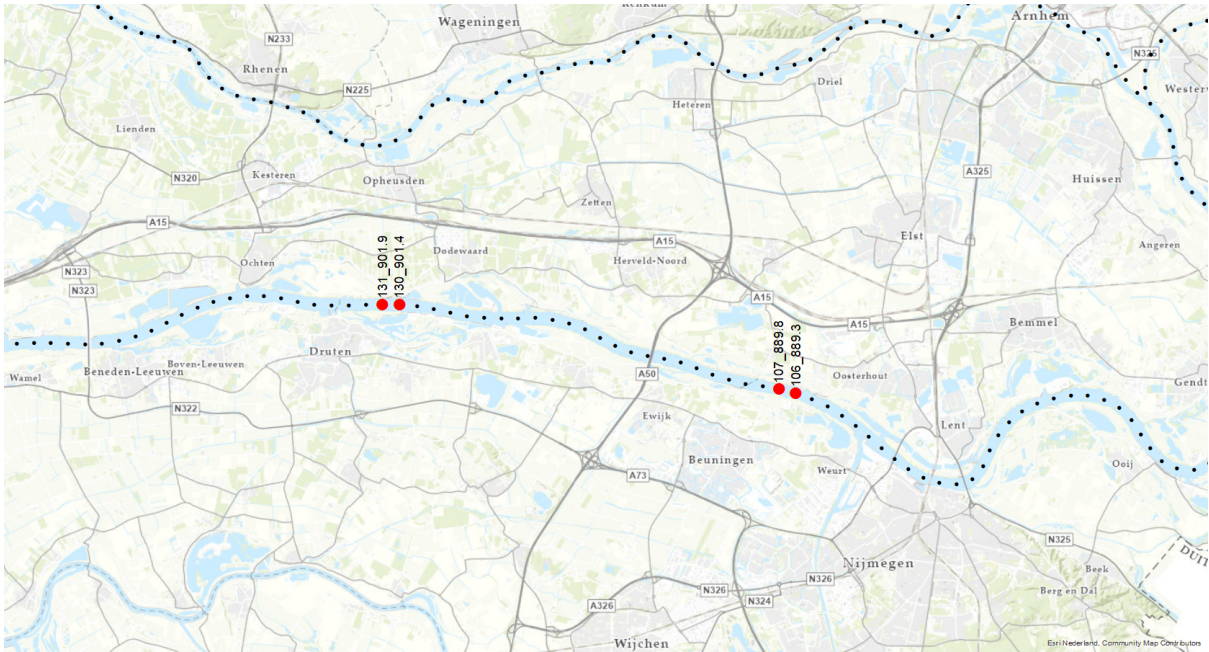 Wageningen
Renkum
Arnhem
N233
Rhenen
N225
Driel
N325
Heteren
Lienden
Kesteren
N320
Opheusden
A325
Huissen
Zetten
A15
Elst
Angeren
131_901.9
130_901.4
Dodewaard
A15
Herveld-Noord
Ochten
N323
N323
A15
A15
Bemmel
107_889.8
106_889.3
Druten
Boven-Leeuwen
Beneden-Leeuwen
Wamel
A50
Oosterhout
Gendt
N322
Ewijk
Lent
Beuningen
Weurt
Ooij
A73
N325
Nijmegen
Beek
Berg en Dal
N326
N326
N324
A326
Wijchen
Esri Nederland, Community Map Contributors